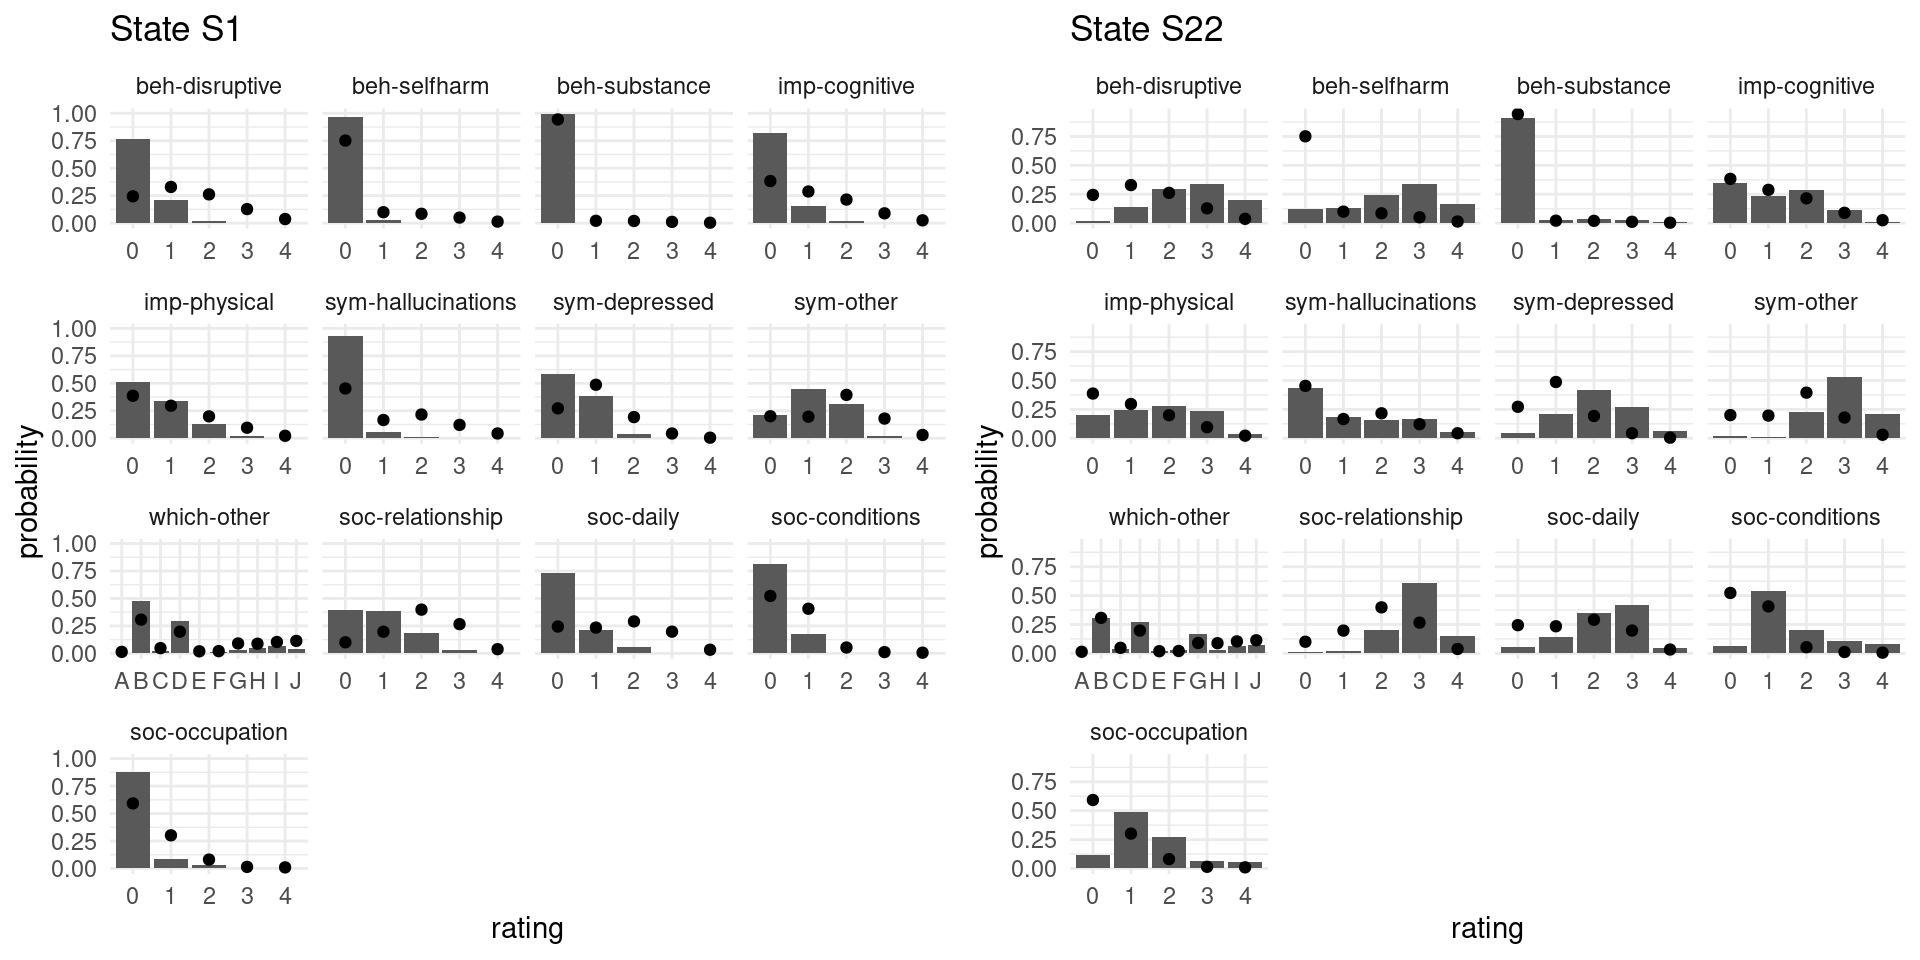 State S1
beh-disruptive beh-selfharm beh-substance imp-cognitive
1.00
0.75
0.50
0.25
0.00
0 1 2 3 4 0 1 2 3 4 0 1 2 3 4 0 1 2 3 4
imp-physical sym-hallucinations sym-depressed sym-other
1.00
0.75
0.50
0.25
0.00
0 1 2 3 4 0 1 2 3 4 0 1 2 3 4 0 1 2 3 4
probability
which-other soc-relationship soc-daily soc-conditions
1.00
0.75
0.50
0.25
0.00
A B C D E F G H I J 0 1 2 3 4 0 1 2 3 4 0 1 2 3 4
soc-occupation
1.00
0.75
0.50
0.25
0.00
0 1 2 3 4
rating
State S22
beh-disruptive beh-selfharm beh-substance imp-cognitive
0.75
0.50
0.25
0.00
0 1 2 3 4 0 1 2 3 4 0 1 2 3 4 0 1 2 3 4
imp-physical sym-hallucinations sym-depressed sym-other
0.75
0.50
0.25
0.00
0 1 2 3 4 0 1 2 3 4 0 1 2 3 4 0 1 2 3 4
probability
which-other soc-relationship soc-daily soc-conditions
0.75
0.50
0.25
0.00
A B C D E F G H I J 0 1 2 3 4 0 1 2 3 4 0 1 2 3 4
soc-occupation
0.75
0.50
0.25
0.00
0 1 2 3 4
rating